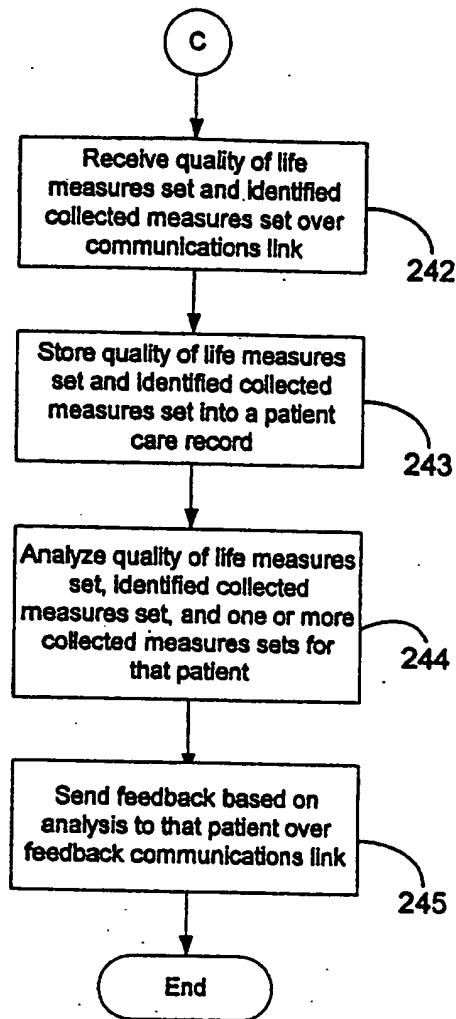 C
Receive quality of life
measures set and identified
collected measures set over
communications link
242
Store quality of life measures
set and identified collected
measures set into a patient
care record
243
Analyze quality of life measures
set, identified collected
measures set, and one or more
collected measures sets for
that patient
244
Send feedback based on
analysis to that patient over
feedback communications link
245
End